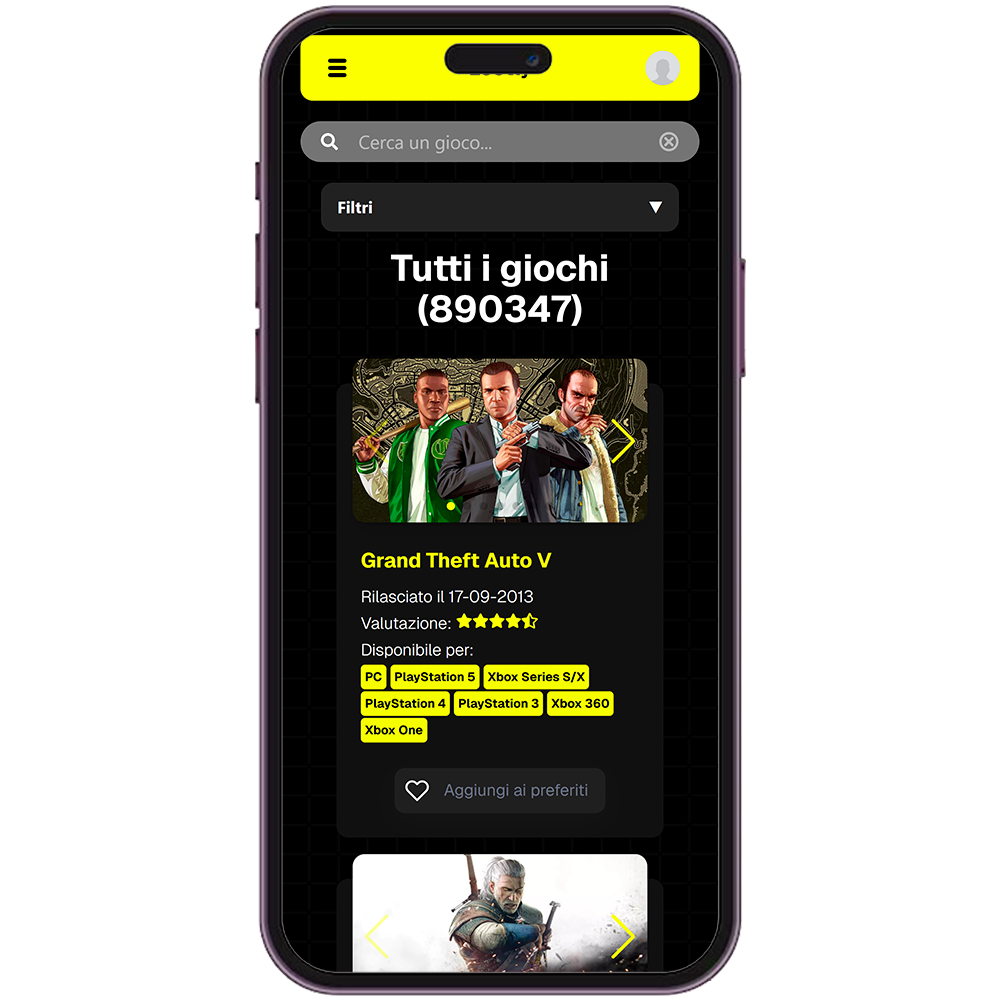 Cerca un gioco...
Filtri
Tutti i giochi
(890347)
Grand Theft Auto V
Rilasciato il 17-09-2013
Valutazione:
Disponibile per:
PC PlayStation 5 Xbox Series S/X
PlayStation 4 PlayStation 3 Xbox 360
Xbox One
Aggiungi ai preferiti